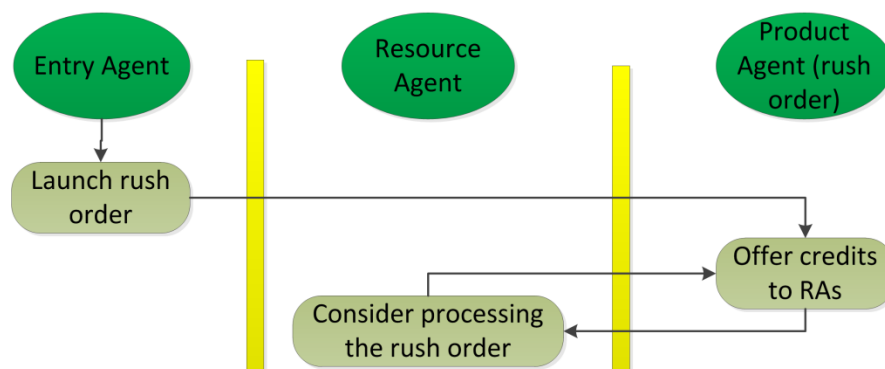 Entry Agent
Resource
Agent
Product
Agent (rush
order)
Launch rush
order
Offer credits
to RAs
Consider processing
the rush order